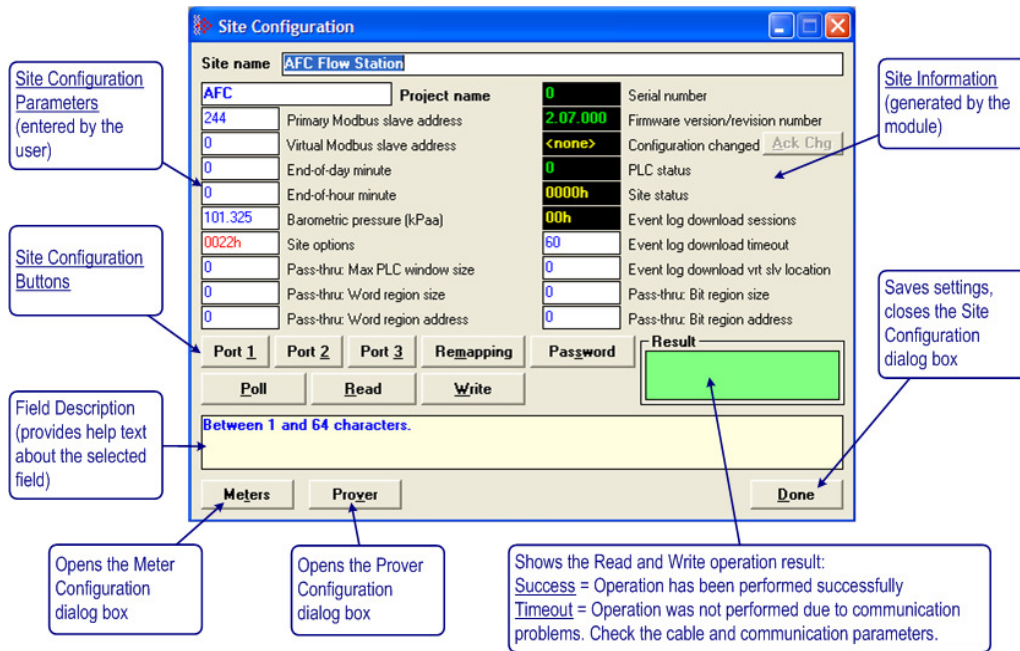 Site Configuration
Site name AFC Flow Station
AFC Project name 0 Serial number
244 Primary Modbus slave address 2.07.000 Firmware version/revision number
0 Virtual Modbus slave address <none> Configuration changed Ack Chg
0 End-of-day minute 0 PLC status
0 End-of-hour minute 0000h Site status
101.325 Barometric pressure (kPaa) 00h Event log download sessions
0022h Site options 60 Event log download timeout
0 Pass-thru: Max PLC window size 0 Event log download vrt slv location
0 Pass-thru: Word region size 0 Pass-thru: Bit region size
0 Pass-thru: Word region address 0 Pass-thru: Bit region address
Port 1 Port 2 Port 3 Remapping Password Result
Poll Read Write
Between 1 and 64 characters.
Meters Prover Done
Site Configuration
Parameters
(entered by the
user)
Site Configuration
Buttons
Field Description
(provides help text
about the selected
field)
Site Information
(generated by the
module)
Saves settings,
closes the Site
Configuration
dialog box
Opens the Meter
Configuration
dialog box
Opens the Prover
Configuration
dialog box
Shows the Read and Write operation result:
Success = Operation has been performed successfully
Timeout = Operation was not performed due to communication
problems. Check the cable and communication parameters.